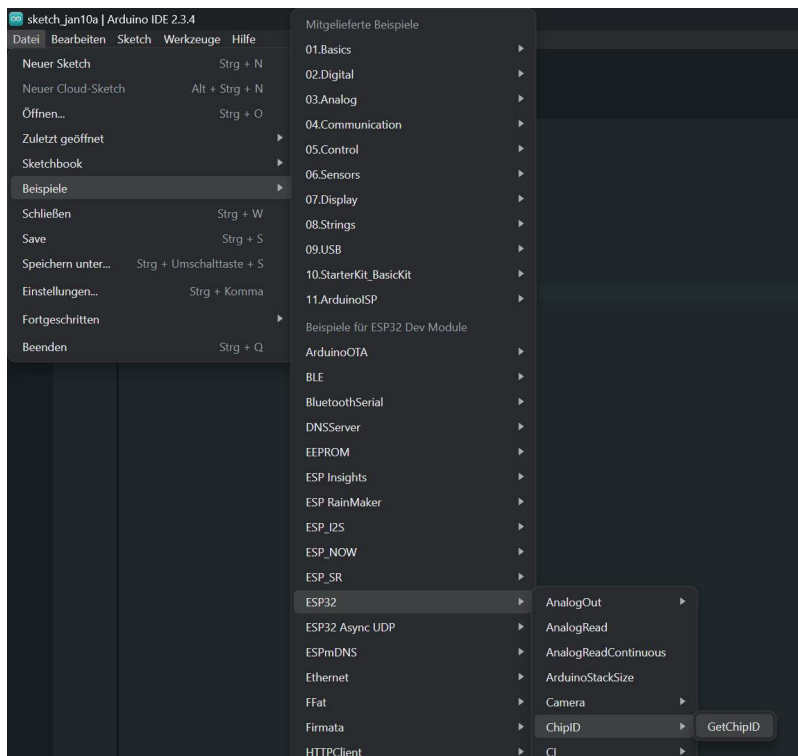 sketch_jan10a | Arduino IDE 2.3.4
Datei Bearbeiten Sketch Werkzeuge Hilfe
Neuer Sketch Strg + N
Neuer Cloud-Sketch Alt + Strg + N
Öffnen... Strg + O
Zuletzt geöffnet
Sketchbook
Beispiele
Schließen Strg + W
Save Strg + S
Speichern unter... Strg + Umschalttaste + S
Einstellungen... Strg + Komma
Fortgeschritten
Beenden Strg + Q
Mitgelieferte Beispiele
01.Basics
02.Digital
03.Analog
04.Communication
05.Control
06.Sensors
07.Display
08.Strings
09.USB
10.StarterKit_BasicKit
11.ArduinoISP
Beispiele für ESP32 Dev Module
ArduinoOTA
BLE
BluetoothSerial
DNSServer
EEPROM
ESP Insights
ESP RainMaker
ESP_I2S
ESP_NOW
ESP_SR
ESP32
ESP32 Async UDP
ESPmDNS
Ethernet
FFat
Firmata
HTTPClient
AnalogOut
AnalogRead
AnalogReadContinuous
ArduinoStackSize
Camera
ChipID
CI
GetChipID